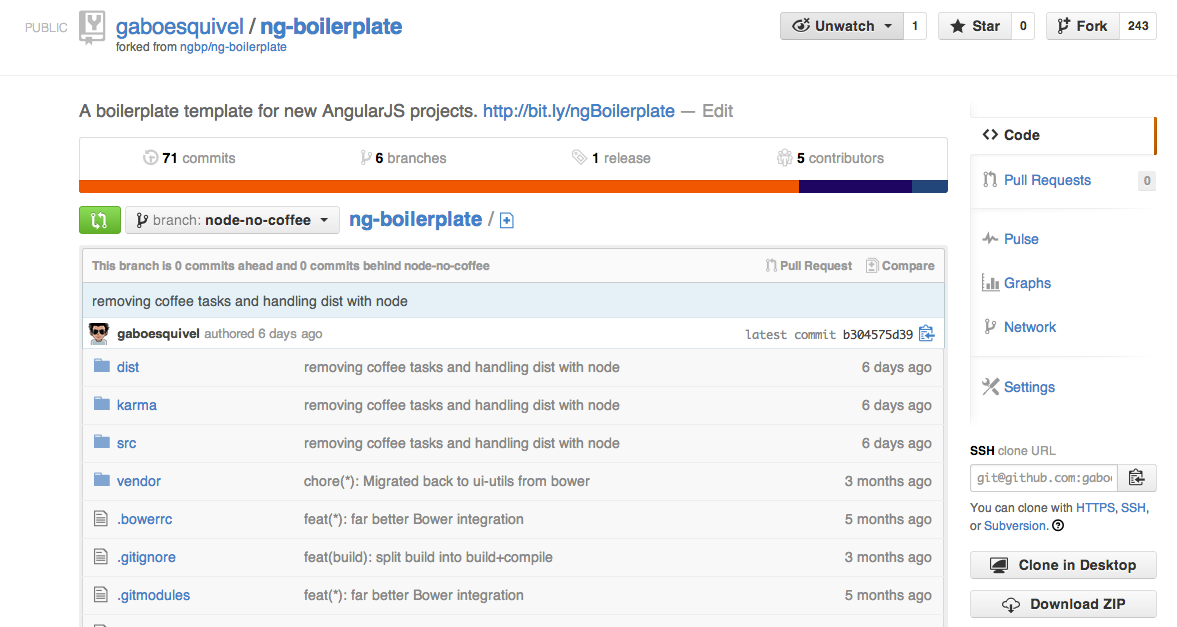 PUBLIC gaboesquivel / ng-boilerplate
forked from ngbp/ng-boilerplate
Unwatch 1 Star 0 Fork 243
A boilerplate template for new AngularJS projects. http://bit.ly/ngBoilerplate — Edit
71 commits 6 branches 1 release 5 contributors
branch: node-no-coffee ng-boilerplate /
This branch is 0 commits ahead and 0 commits behind node-no-coffee Pull Request Compare
removing coffee tasks and handling dist with node
gaboesquivel authored 6 days ago latest commit b304575d39
dist removing coffee tasks and handling dist with node 6 days ago
karma removing coffee tasks and handling dist with node 6 days ago
src removing coffee tasks and handling dist with node 6 days ago
vendor chore(*): Migrated back to ui-utils from bower 3 months ago
.bowerrc feat(*): far better Bower integration 5 months ago
.gitignore feat(build): split build into build+compile 3 months ago
.gitmodules feat(*): far better Bower integration 5 months ago
Code
Pull Requests 0
Pulse
Graphs
Network
Settings
SSH clone URL
git@github.com:gaboe
You can clone with HTTPS, SSH,
or Subversion.
Clone in Desktop
Download ZIP